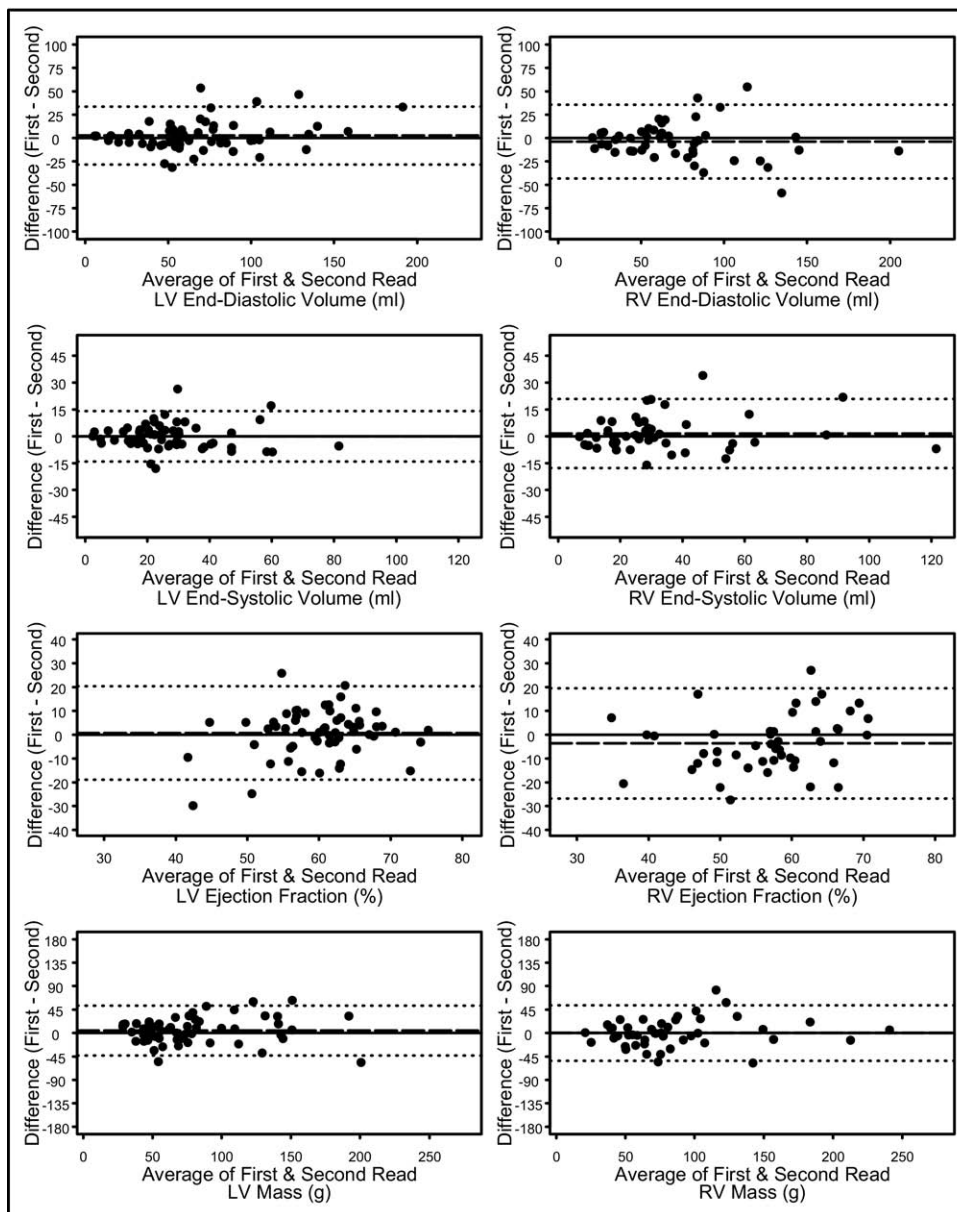 Difference (First - Second)
100
75
50
25
0
-25
-50
-75
-100
0 50 100 150 200
Average of First & Second Read
LV End-Diastolic Volume (ml)
Difference (First - Second)
100
75
50
25
0
-25
-50
-75
-100
0 50 100 150 200
Average of First & Second Read
RV End-Diastolic Volume (ml)
Difference (First - Second)
45
30
15
0
-15
-30
-45
0 20 40 60 80 100 120
Average of First & Second Read
LV End-Systolic Volume (ml)
Difference (First - Second)
45
30
15
0
-15
-30
-45
0 20 40 60 80 100 120
Average of First & Second Read
RV End-Systolic Volume (ml)
Difference (First - Second)
40
30
20
10
0
-10
-20
-30
-40
30 40 50 60 70 80
Average of First & Second Read
LV Ejection Fraction (%)
Difference (First - Second)
40
30
20
10
0
-10
-20
-30
-40
30 40 50 60 70 80
Average of First & Second Read
RV Ejection Fraction (%)
Difference (First - Second)
180
135
90
45
0
-45
-90
-135
-180
0 50 100 150 200 250
Average of First & Second Read
LV Mass (g)
Difference (First - Second)
180
135
90
45
0
-45
-90
-135
-180
0 50 100 150 200 250
Average of First & Second Read
RV Mass (g)